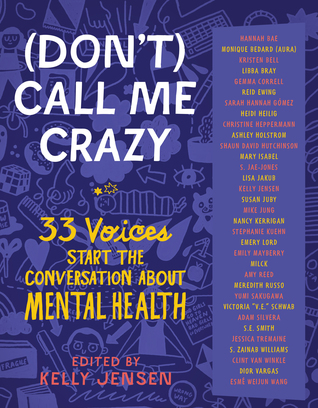 (DON'T)
CALL ME
CRAZY
33 Voices
START THE
CONVERSATION ABOUT
MENTAL HEALTH
EDITED BY
KELLY JENSEN
HANNAH BAE
MONIQUE BEDARD (AURA)
KRISTEN BELL
LIBBA BRAY
GEMMA CORRELL
REID EWING
SARAH HANNAH GÓMEZ
HEIDI HEILIG
CHRISTINE HEPPERMANN
ASHLEY HOLSTROM
SHAUN DAVID HUTCHINSON
MARY ISABEL
S. JAE-JONES
LISA JAKUB
KELLY JENSEN
SUSAN JUBY
MIKE JUNG
NANCY KERRIGAN
STEPHANIE KUEHN
EMERY LORD
EMILY MAYBERRY
MILCK
AMY REED
MEREDITH RUSSO
YUMI SAKUGAWA
VICTORIA "V.E." SCHWAB
ADAM SILVERA
S.E. SMITH
JESSICA TREMAINE
S. ZAINAB WILLIAMS
CLINT VAN WINKLE
DIOR VARGAS
ESMÉ WEIJUN WANG